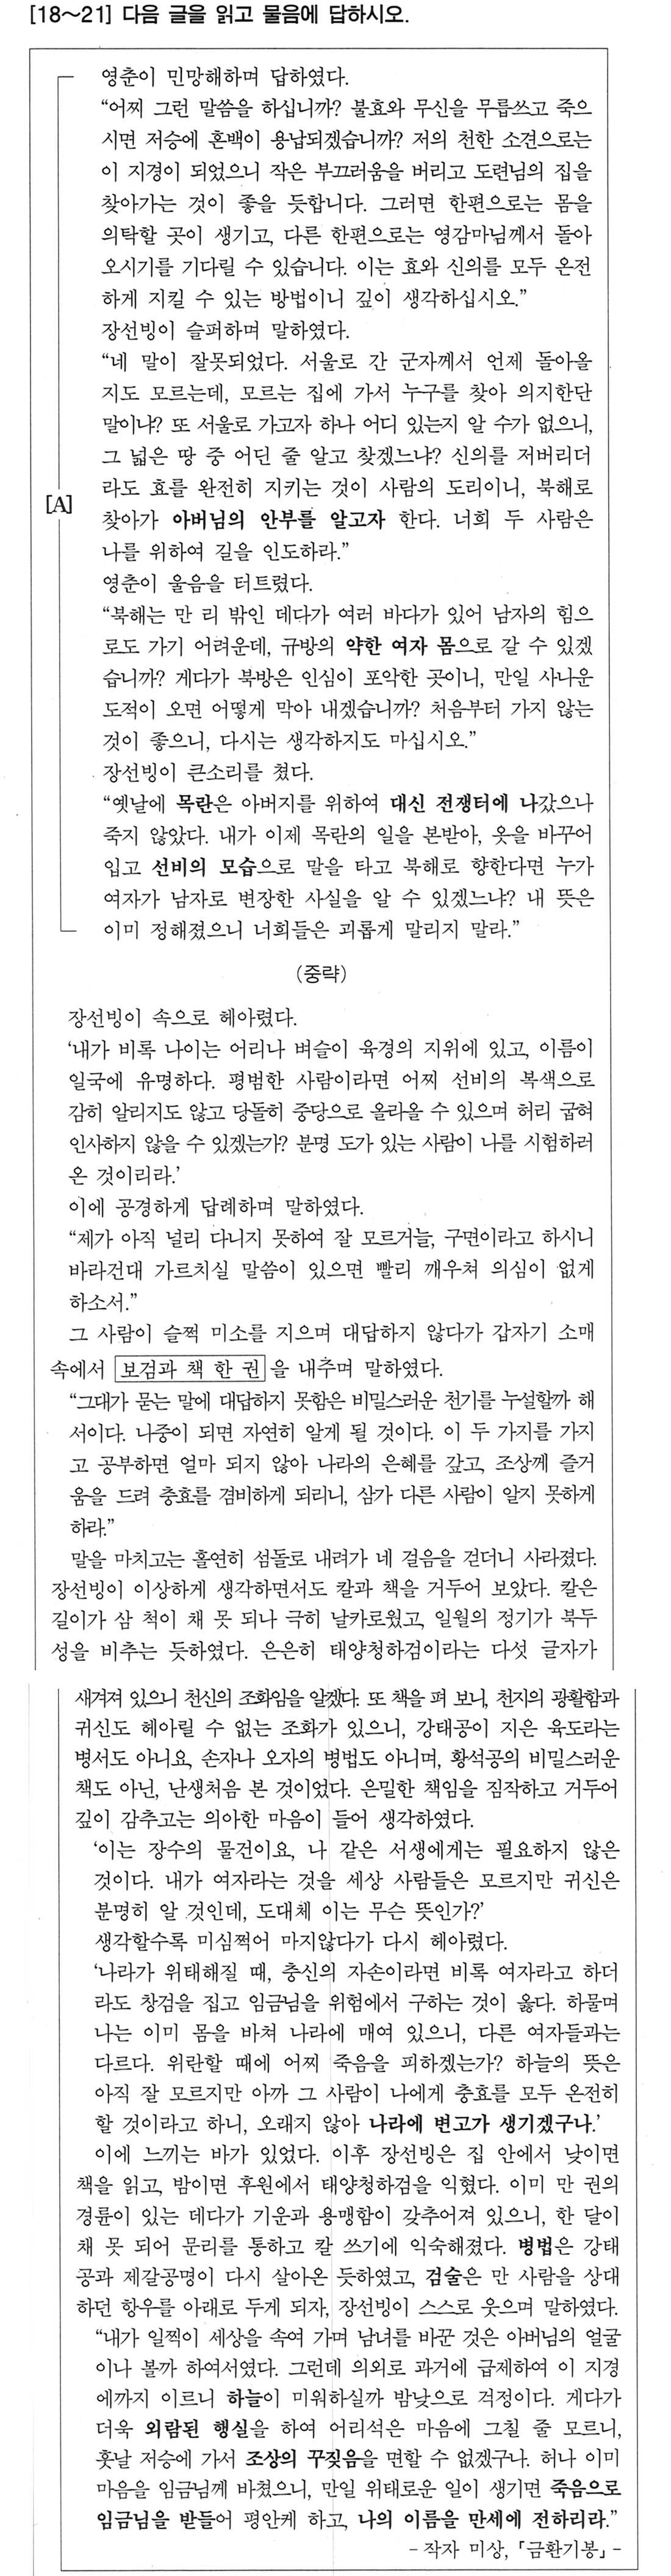 [18~21] 다음 글을 읽고 물음에 답하시오.
영춘이 민망해하며 답하였다.
“어찌 그런 말씀을 하십니까? 불효와 무신을 무릅쓰고 죽으
시면 저승에 혼백이 용납되겠습니까? 저의 천한 소견으로는
이 지경이 되었으니 작은 부끄러움을 버리고 도련님의 집을
찾아가는 것이 좋을 듯합니다. 그러면 한편으로는 몸을
의탁할 곳이 생기고, 다른 한편으로는 영감마님께서 돌아
오시기를 기다릴 수 있습니다. 이는 효와 신의를 모두 온전
하게 지킬 수 있는 방법이니 깊이 생각하십시오.”
장선빙이 슬퍼하며 말하였다.
“네 말이 잘못되었다. 서울로 간 군자께서 언제 돌아올
지도 모르는데, 모르는 집에 가서 누구를 찾아 의지한단
말이냐? 또 서울로 가고자 하나 어디 있는지 알 수가 없으니,
그 넓은 땅 중 어딘 줄 알고 찾겠느냐? 신의를 저버리더
[A] 라도 효를 완전히 지키는 것이 사람의 도리이니, 북해로
찾아가 아버님의 안부를 알고자 한다. 너희 두 사람은
나를 위하여 길을 인도하라.”
영춘이 울음을 터트렸다.
“북해는 만 리 밖인 데다가 여러 바다가 있어 남자의 힘으
로도 가기 어려운데, 규방의 약한 여자 몸으로 갈 수 있겠
습니까? 게다가 북방은 인심이 포악한 곳이니, 만일 사나운
도적이 오면 어떻게 막아 내겠습니까? 처음부터 가지 않는
것이 좋으니, 다시는 생각하지도 마십시오.”
장선빙이 큰소리를 쳤다.
“옛날에 목란은 아버지를 위하여 대신 전쟁터에 나갔으나
죽지 않았다. 내가 이제 목란의 일을 본받아, 옷을 바꾸어
입고 선비의 모습으로 말을 타고 북해로 향한다면 누가
여자가 남자로 변장한 사실을 알 수 있겠느냐? 내 뜻은
이미 정해졌으니 너희들은 괴롭게 말리지 말라.”
(중략)
장선빙이 속으로 헤아렸다.
‘내가 비록 나이는 어리나 벼슬이 육경의 지위에 있고, 이름이
일국에 유명하다. 평범한 사람이라면 어찌 선비의 복색으로
감히 알리지도 않고 당돌히 중당으로 올라올 수 있으며 허리 굽혀
인사하지 않을 수 있겠는가? 분명 도가 있는 사람이 나를 시험하러
온 것이리라.’
이에 공경하게 답례하며 말하였다.
“제가 아직 널리 다니지 못하여 잘 모르거늘, 구면이라고 하시니
바라건대 가르치실 말씀이 있으면 빨리 깨우쳐 의심이 없게
하소서.”
그 사람이 슬쩍 미소를 지으며 대답하지 않다가 갑자기 소매
속에서 보검과 책 한 권을 내주며 말하였다.
“그대가 묻는 말에 대답하지 못함은 비밀스러운 천기를 누설할까 해
서이다. 나중이 되면 자연히 알게 될 것이다. 이 두 가지를 가지
고 공부하면 얼마 되지 않아 나라의 은혜를 갚고, 조상께 즐거
움을 드려 충효를 겸비하게 되리니, 삼가 다른 사람이 알지 못하게
하라.”
말을 마치고는 홀연히 섬돌로 내려가 네 걸음을 걷더니 사라졌다.
장선빙이 이상하게 생각하면서도 칼과 책을 거두어 보았다. 칼은
길이가 삼 척이 채 못 되나 극히 날카로웠고, 일월의 정기가 북두
성을 비추는 듯하였다. 은은히 태양청하검이라는 다섯 글자가
새겨져 있으니 천신의 조화임을 알겠다. 또 책을 펴 보니, 천지의 광활함과
귀신도 헤아릴 수 없는 조화가 있으니, 강태공이 지은 육도라는
병서도 아니요, 손자나 오자의 병법도 아니며, 황석공의 비밀스러운
책도 아닌, 난생처음 본 것이었다. 은밀한 책임을 짐작하고 거두어
깊이 감추고는 의아한 마음이 들어 생각하였다.
‘이는 장수의 물건이요, 나 같은 서생에게는 필요하지 않은
것이다. 내가 여자라는 것을 세상 사람들은 모르지만 귀신은
분명히 알 것인데, 도대체 이는 무슨 뜻인가?’
생각할수록 미심쩍어 마지않다가 다시 헤아렸다.
‘나라가 위태해질 때, 충신의 자손이라면 비록 여자라고 하더
라도 창검을 집고 임금님을 위험에서 구하는 것이 옳다. 하물며
나는 이미 몸을 바쳐 나라에 매여 있으니, 다른 여자들과는
다르다. 위란할 때에 어찌 죽음을 피하겠는가? 하늘의 뜻은
아직 잘 모르지만 아까 그 사람이 나에게 충효를 모두 온전히
할 것이라고 하니, 오래지 않아 나라에 변고가 생기겠구나.’
이에 느끼는 바가 있었다. 이후 장선빙은 집 안에서 낮이면
책을 읽고, 밤이면 후원에서 태양청하검을 익혔다. 이미 만 권의
경륜이 있는 데다가 기운과 용맹함이 갖추어져 있으니, 한 달이
채 못 되어 문리를 통하고 칼 쓰기에 익숙해졌다. 병법은 강태
공과 제갈공명이 다시 살아온 듯하였고, 검술은 만 사람을 상대
하던 항우를 아래로 두게 되자, 장선빙이 스스로 웃으며 말하였다.
“내가 일찍이 세상을 속여 가며 남녀를 바꾼 것은 아버님의 얼굴
이나 볼까 하여서였다. 그런데 의외로 과거에 급제하여 이 지경
에까지 이르니 하늘이 미워하실까 밤낮으로 걱정이다. 게다가
더욱 외람된 행실을 하여 어리석은 마음에 그칠 줄 모르니,
훗날 저승에 가서 조상의 꾸짖음을 면할 수 없겠구나. 허나 이미
마음을 임금님께 바쳤으니, 만일 위태로운 일이 생기면 죽음으로
임금님을 받들어 평안케 하고, 나의 이름을 만세에 전하리라.”
- 작자 미상, 「금환기봉」 -